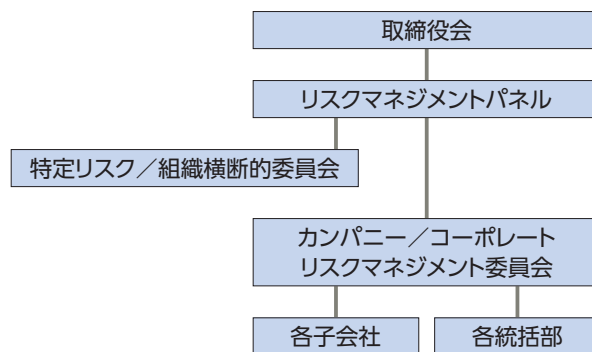 取締役会
リスクマネジメントパネル
特定リスク／組織横断的委員会
カンパニー／コーポレート
リスクマネジメント委員会
各子会社
各統括部